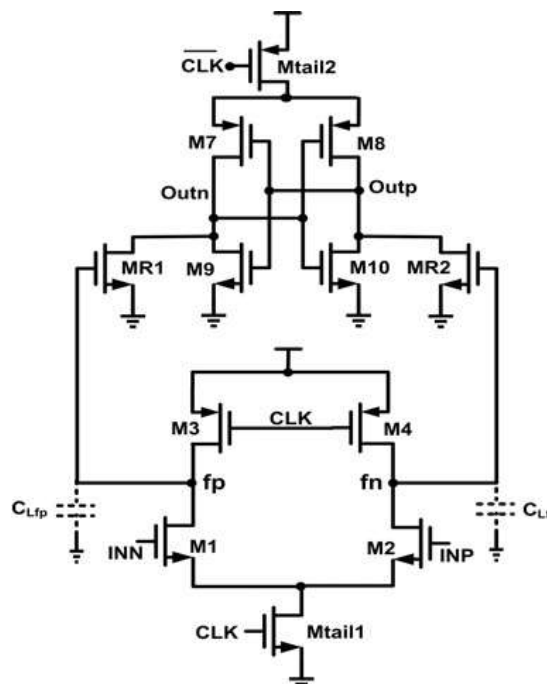 CLK
Mtail2
M7
M8
Outn
Outp
MR1
M9
M10
MR2
M3
CLK
M4
fp
fn
CLfp
CL
INN
M1
M2
INP
CLK
Mtail1